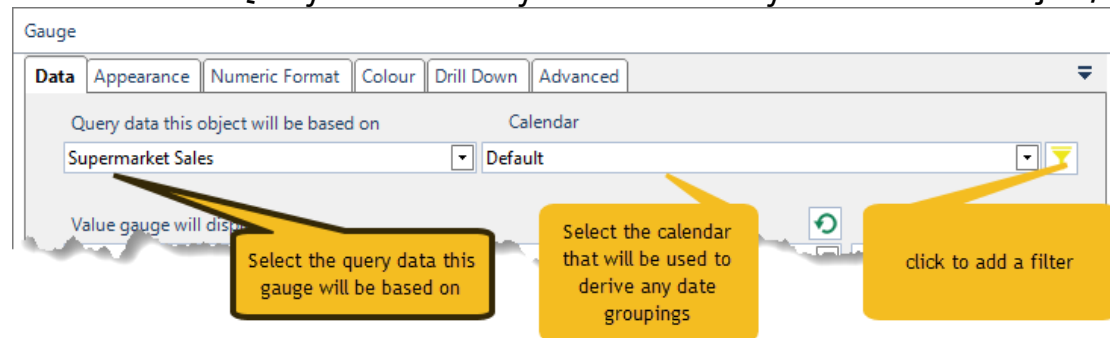 Gauge
Data Appearance Numeric Format Colour Drill Down Advanced
Query data this object will be based on Calendar
Supermarket Sales Default
Value gauge will
Select the query data this
gauge will be based on
Select the calendar
that will be used to
derive any date
groupings
click to add a filter